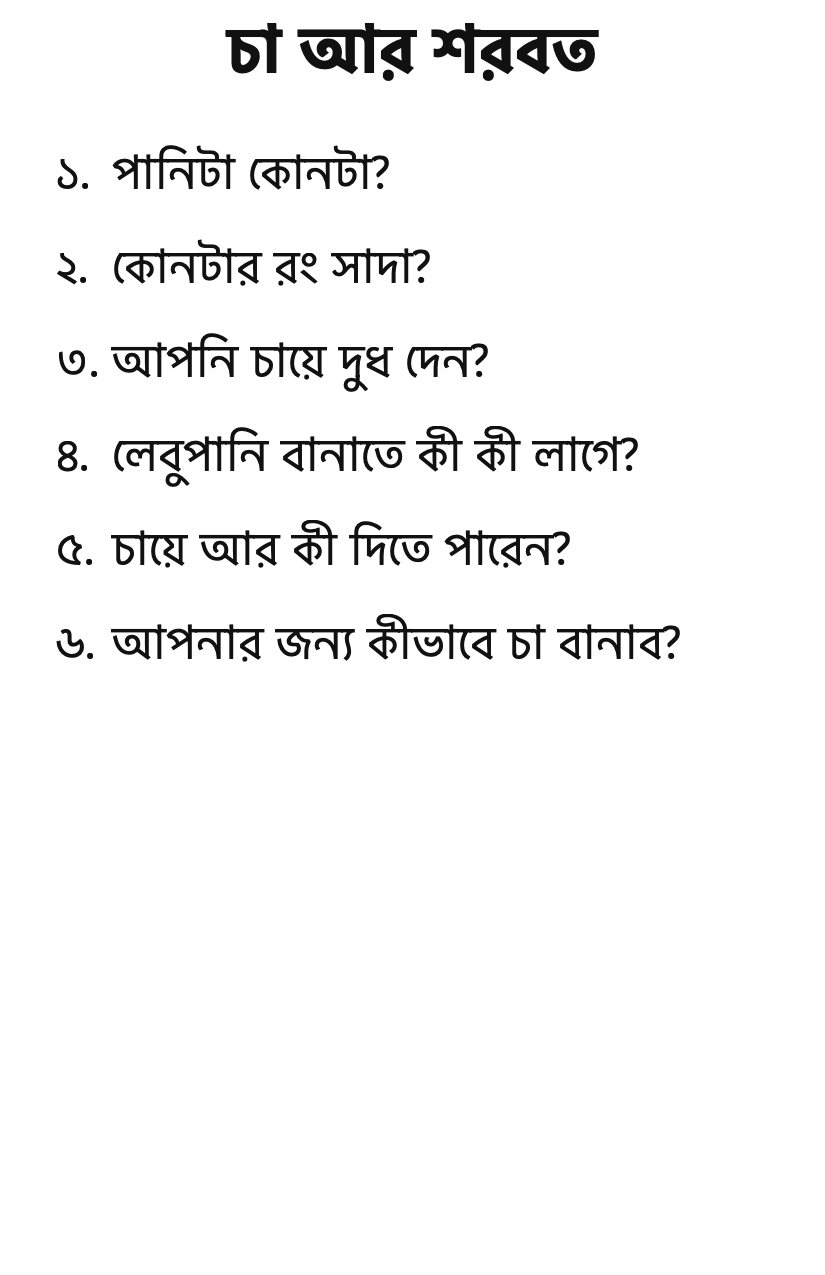 চা আর শরবত
১. পানিটা কোনটা?
২. কোনটার রং সাদা?
৩. আপনি চায়ে দুধ দেন?
৪. লেবুপানি বানাতে কী কী লাগে?
৫. চায়ে আর কী দিতে পারেন?
৬. আপনার জন্য কীভাবে চা বানাব?